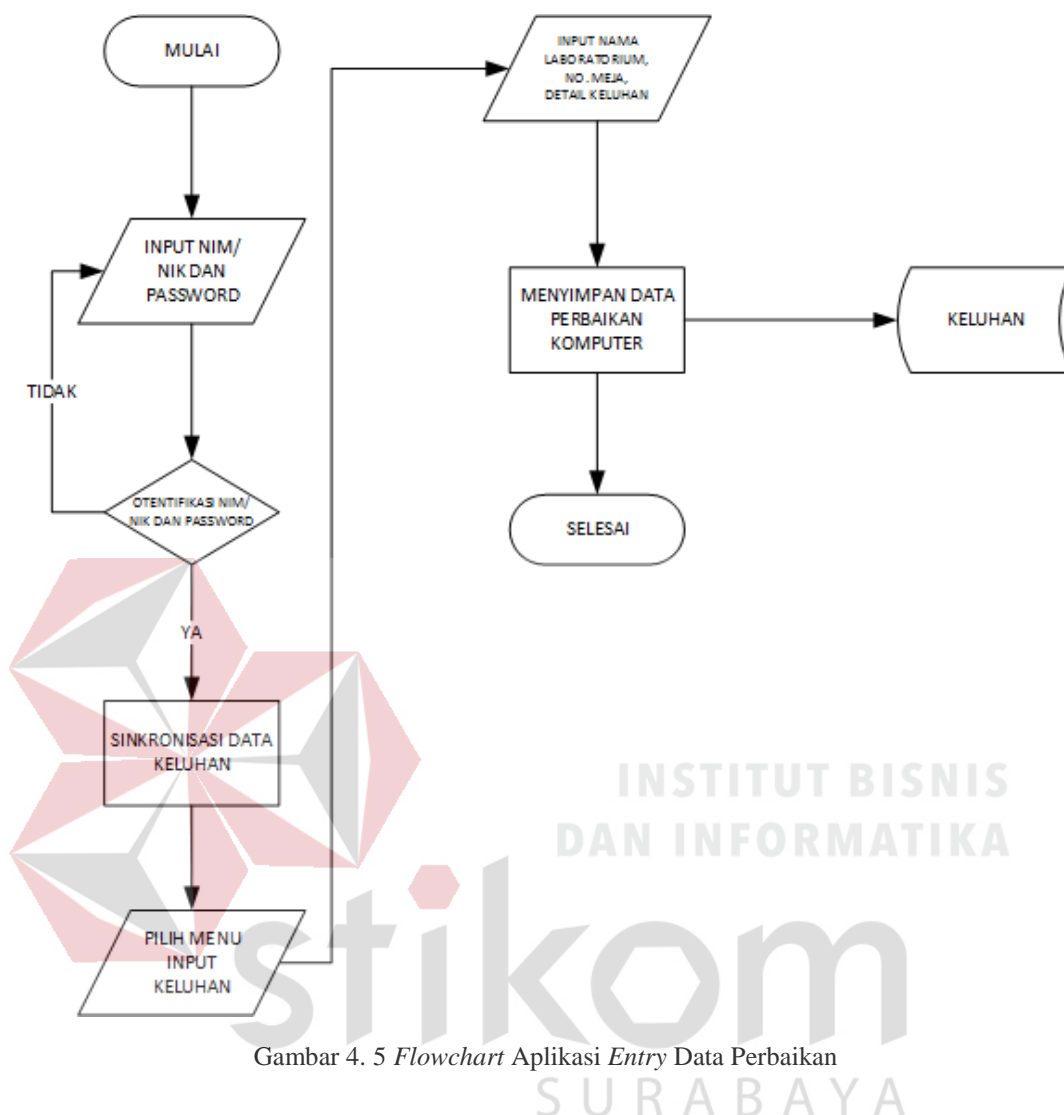 MULAI
INPUT NIM/
NIK DAN
PASSWORD
TIDAK
OTENTIFIKASI NIM/
NIK DAN PASSWORD
YA
SINKRONISASI DATA
KELUHAN
PILIH MENU
INPUT
KELUHAN
INPUT NAMA
LABORATORIUM,
NO. MEJA,
DETAIL KELUHAN
MENYIMPAN DATA
PERBAIKAN
KOMPUTER
KELUHAN
SELESAI
INSTITUT BISNIS
DAN INFORMATIKA
stikom
SURABAYA
Gambar 4. 5 Flowchart Aplikasi Entry Data Perbaikan